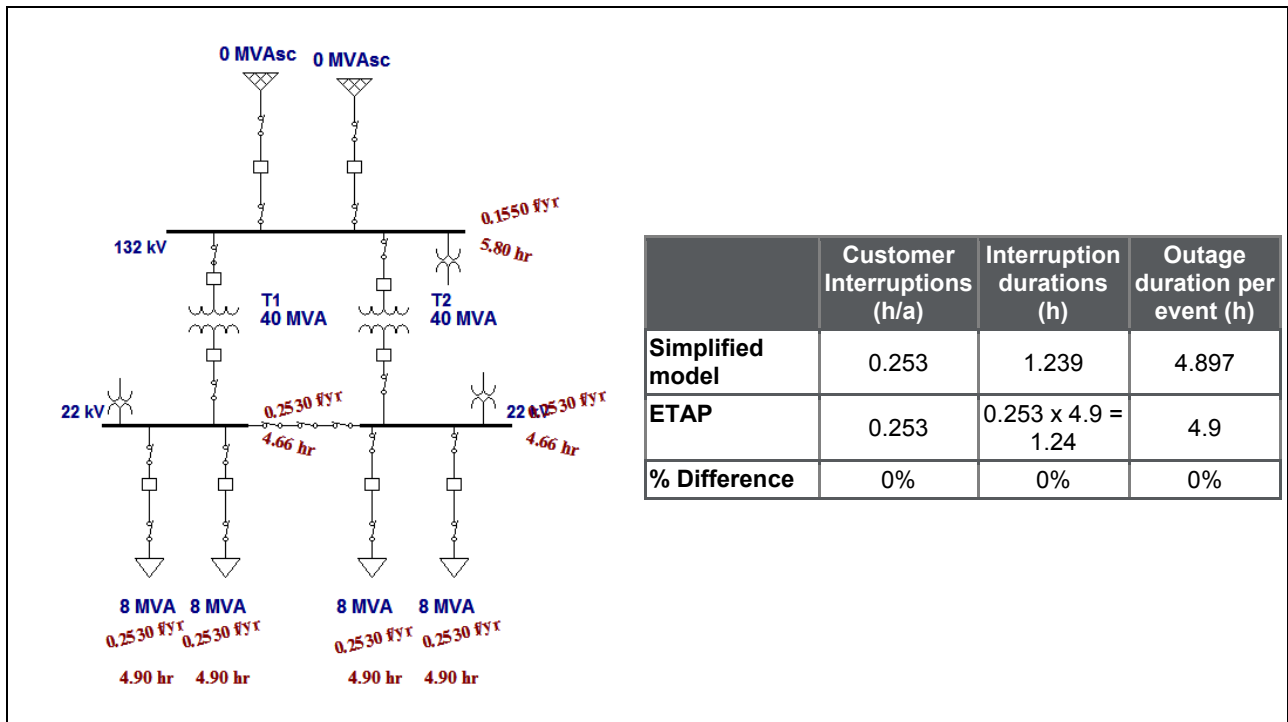 0 MVAsc 0 MVAsc
0.1550 f/yr
132 kV
5.80 hr
T1
40 MVA
T2
40 MVA
22 kV
0.2530 f/yr
4.66 hr
22 kV
0.2530 f/yr
4.66 hr
8 MVA 8 MVA 8 MVA 8 MVA
0.2530 f/yr 0.2530 f/yr 0.2530 f/yr 0.2530 f/yr
4.90 hr 4.90 hr 4.90 hr 4.90 hr
Customer Interruptions (h/a) Interruption durations (h) Outage duration per event (h)
Simplified model 0.253 1.239 4.897
ETAP 0.253 0.253 x 4.9 = 1.24 4.9
% Difference 0% 0% 0%